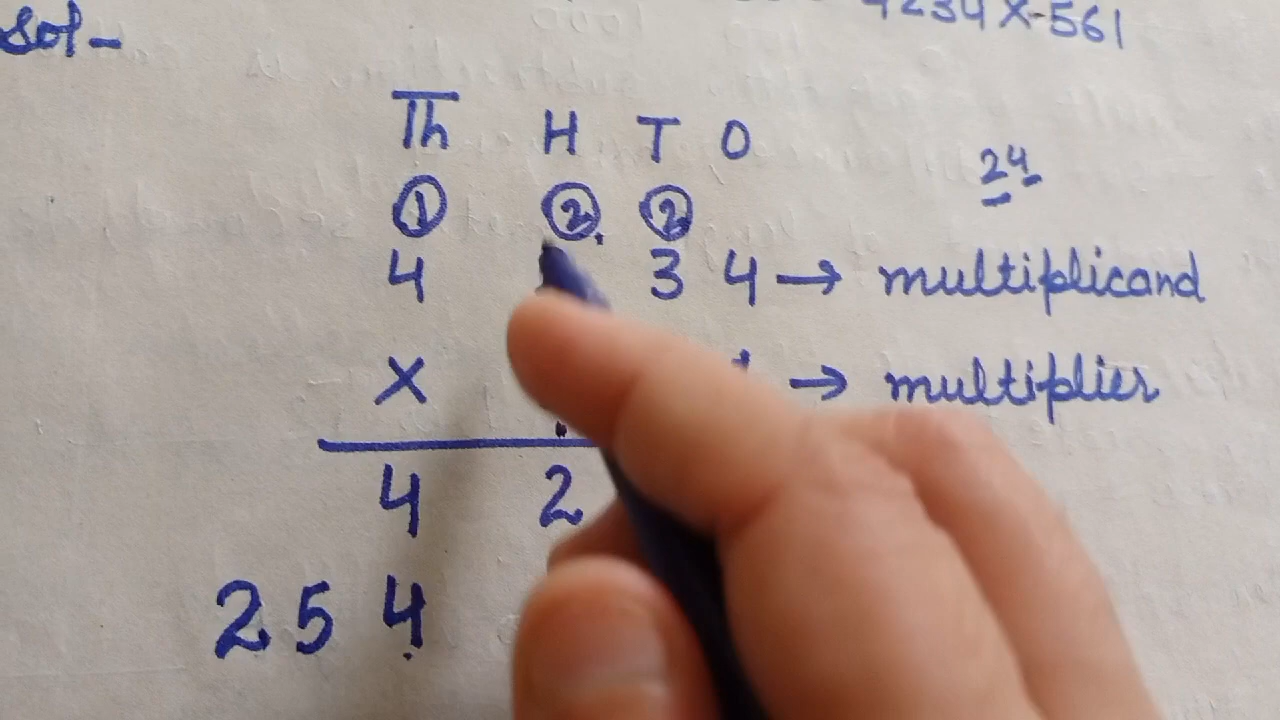 4234 X 561
Sol-
Th H T O
1 2 2 24
4 3 4 → multiplicand
X → multiplier
4 2
2 5 4